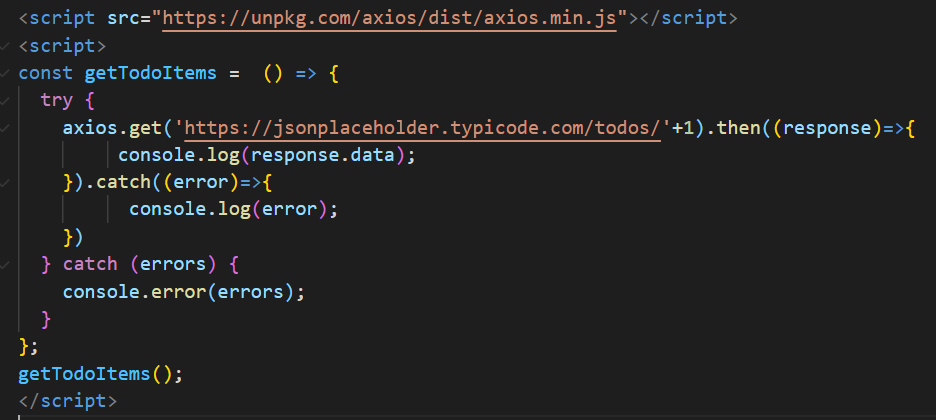 <script src="https://unpkg.com/axios/dist/axios.min.js"></script>
<script>
const getTodoItems =  () => {
  try {
    axios.get('https://jsonplaceholder.typicode.com/todos/'+1).then((response)=>{
         console.log(response.data);
    }).catch((error)=>{
          console.log(error);
    })
  } catch (errors) {
    console.error(errors);
  }
};
getTodoItems();
</script>